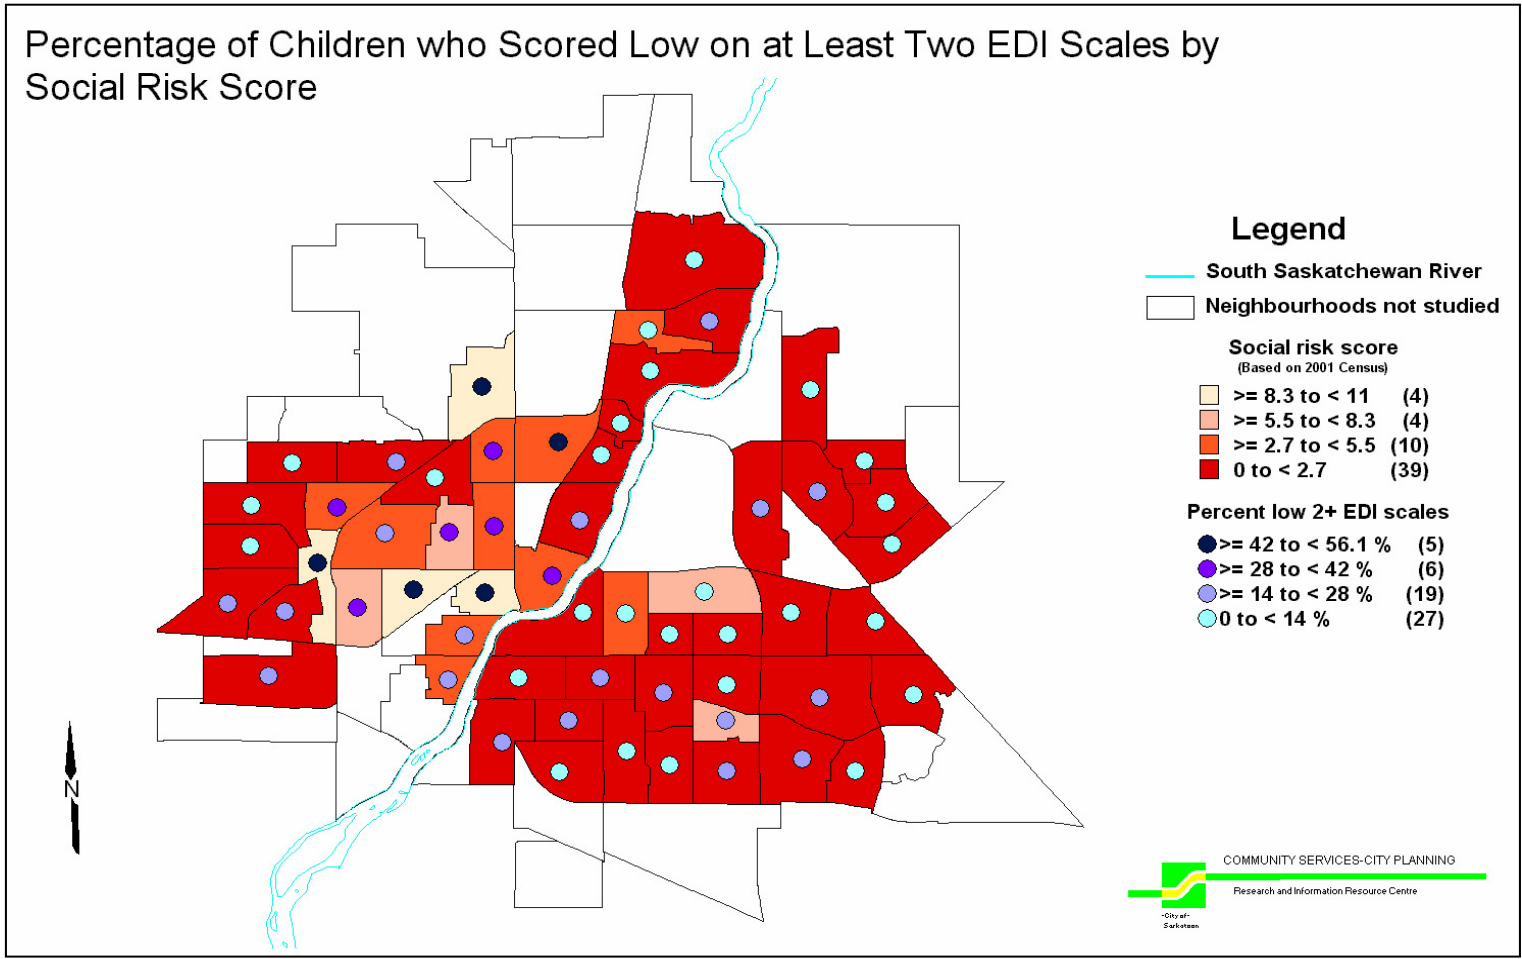 Percentage of Children who Scored Low on at Least Two EDI Scales by
Social Risk Score
Legend
South Saskatchewan River
Neighbourhoods not studied
Social risk score
(Based on 2001 Census)
>= 8.3 to < 11 (4)
>= 5.5 to < 8.3 (4)
>= 2.7 to < 5.5 (10)
0 to < 2.7 (39)
Percent low 2+ EDI scales
>= 42 to < 56.1 % (5)
>= 28 to < 42 % (6)
>= 14 to < 28 % (19)
0 to < 14 % (27)
N
COMMUNITY SERVICES-CITY PLANNING
Research and Information Resource Centre
-City of-
Saskatoon